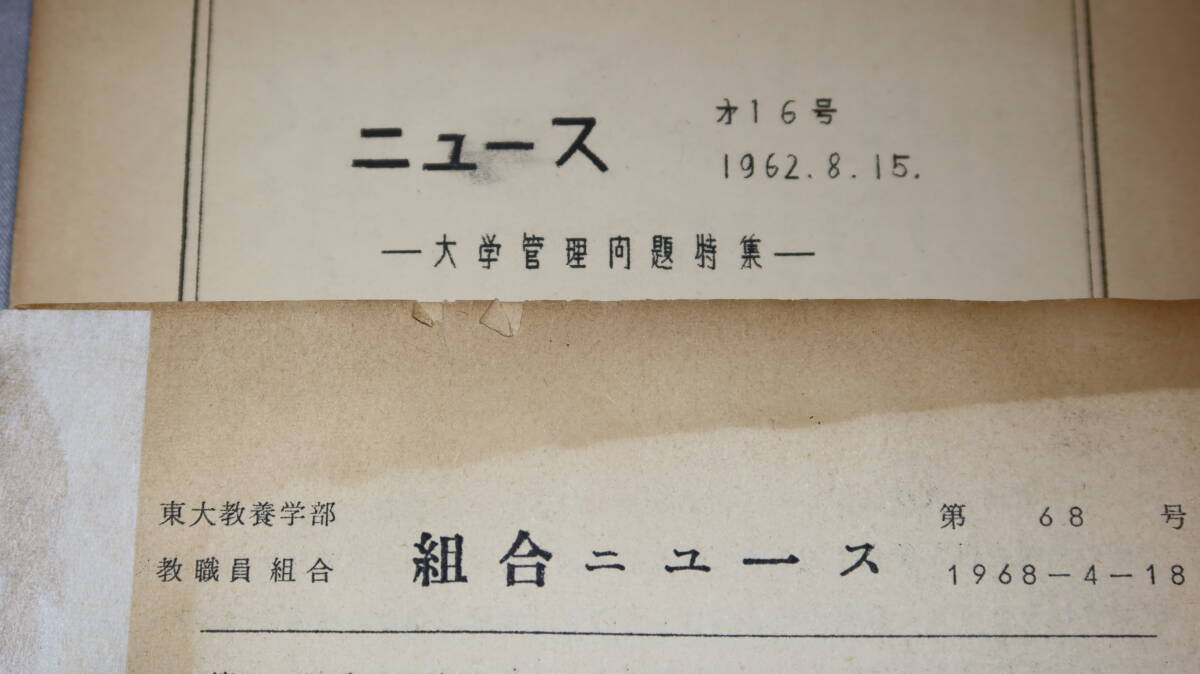 ニュース
才16号
1962.8.15.
—大学管理问題特集—
東大教養学部
教職員組合
組合ニュース
第 68 号
1968-4-18